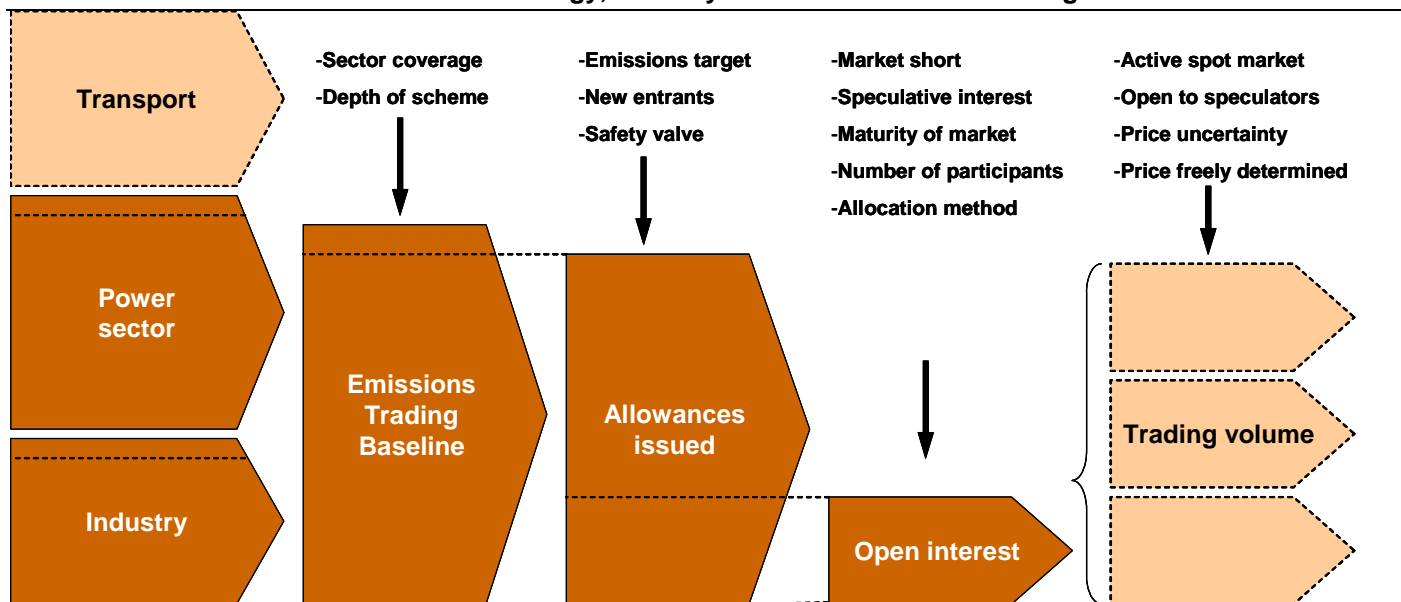 Transport
-Sector coverage
-Depth of scheme
-Emissions target
-New entrants
-Safety valve
-Market short
-Speculative interest
-Maturity of market
-Number of participants
-Allocation method
-Active spot market
-Open to speculators
-Price uncertainty
-Price freely determined
Power
sector
Emissions
Trading
Baseline
Allowances
issued
Trading volume
Industry
Open interest